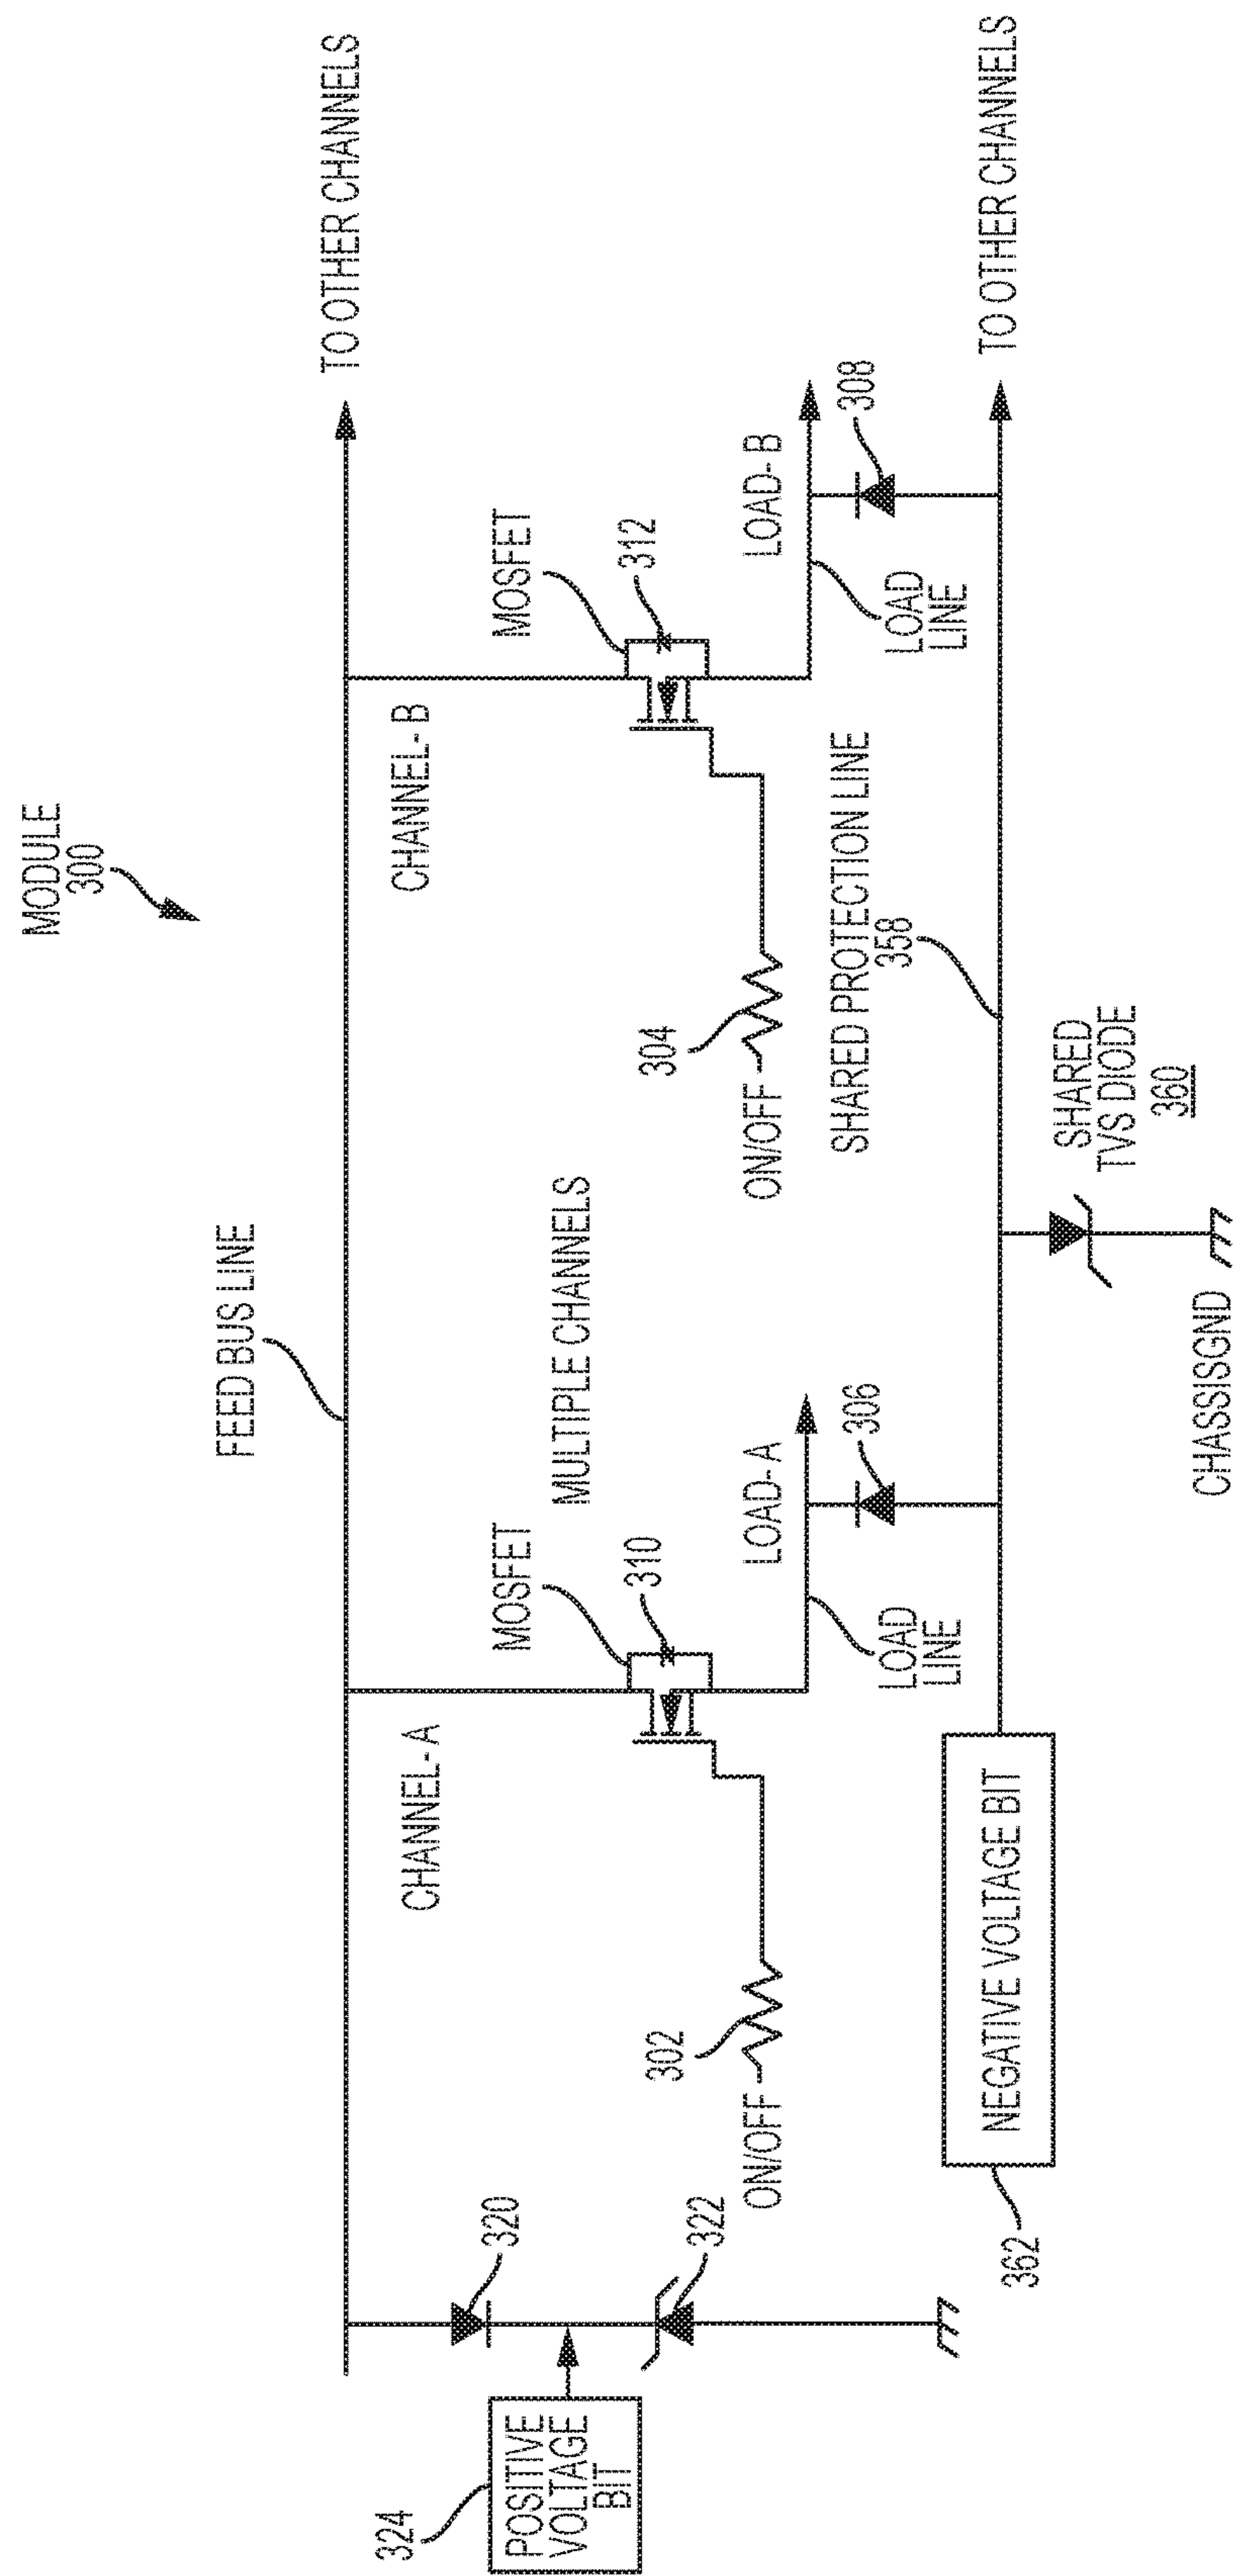 MODULE
300
FEED BUS LINE
TO OTHER CHANNELS
324
POSITIVE
VOLTAGE
BIT
320
322
CHANNEL-A
MOSFET
310
ON/OFF
302
LOAD-A
LOAD
LINE
306
MULTIPLE CHANNELS
CHANNEL-B
MOSFET
312
ON/OFF
304
LOAD-B
LOAD
LINE
308
SHARED PROTECTION LINE
358
TO OTHER CHANNELS
362
NEGATIVE VOLTAGE BIT
SHARED
TVS DIODE
360
CHASSISGND